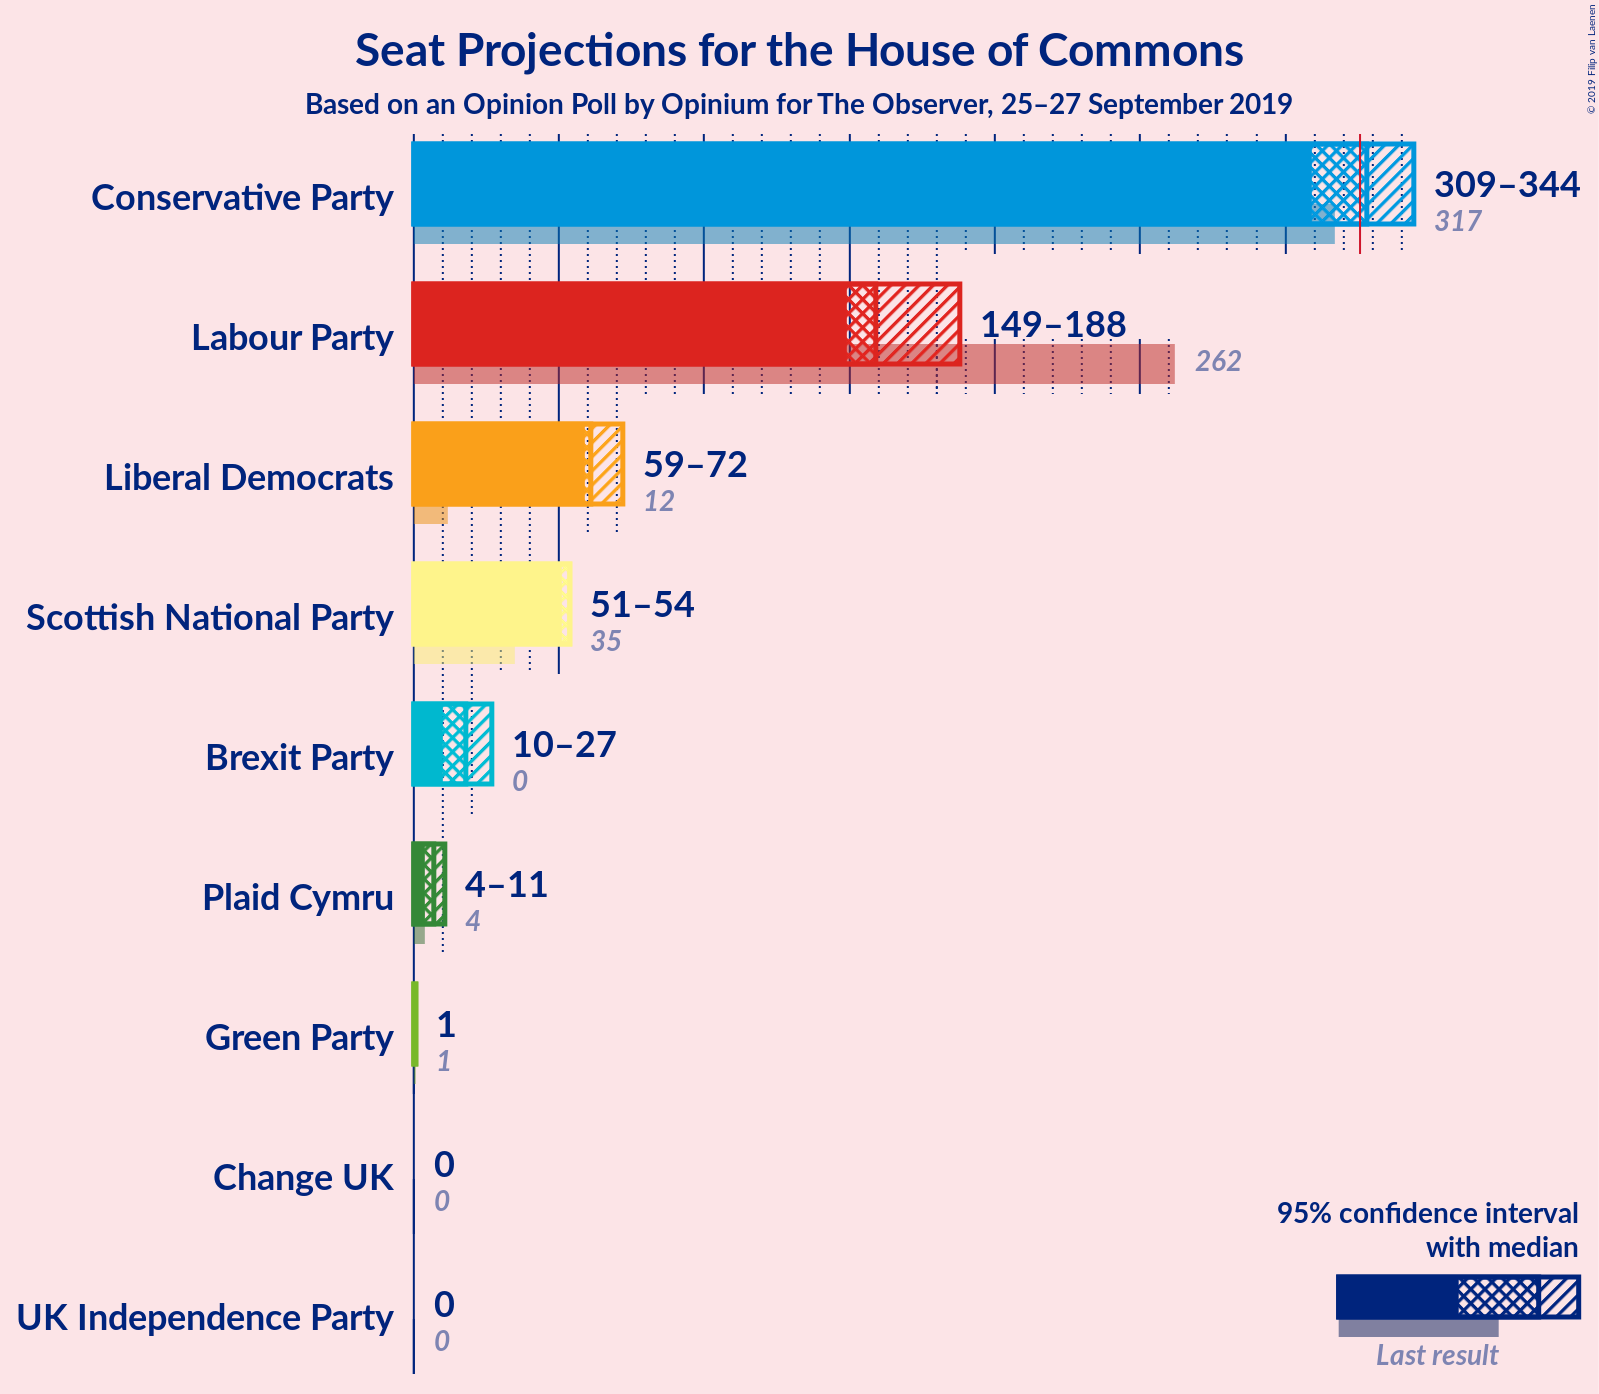 Seat Projections for the House of Commons
Based on an Opinion Poll by Opinium for The Observer, 25–27 September 2019
© 2019 Filip van Laenen
Conservative Party
309–344
317
Labour Party
149–188
262
Liberal Democrats
59–72
12
Scottish National Party
51–54
35
Brexit Party
10–27
0
Plaid Cymru
4–11
4
Green Party
1
1
Change UK
0
0
UK Independence Party
0
0
95% confidence interval
with median
Last result